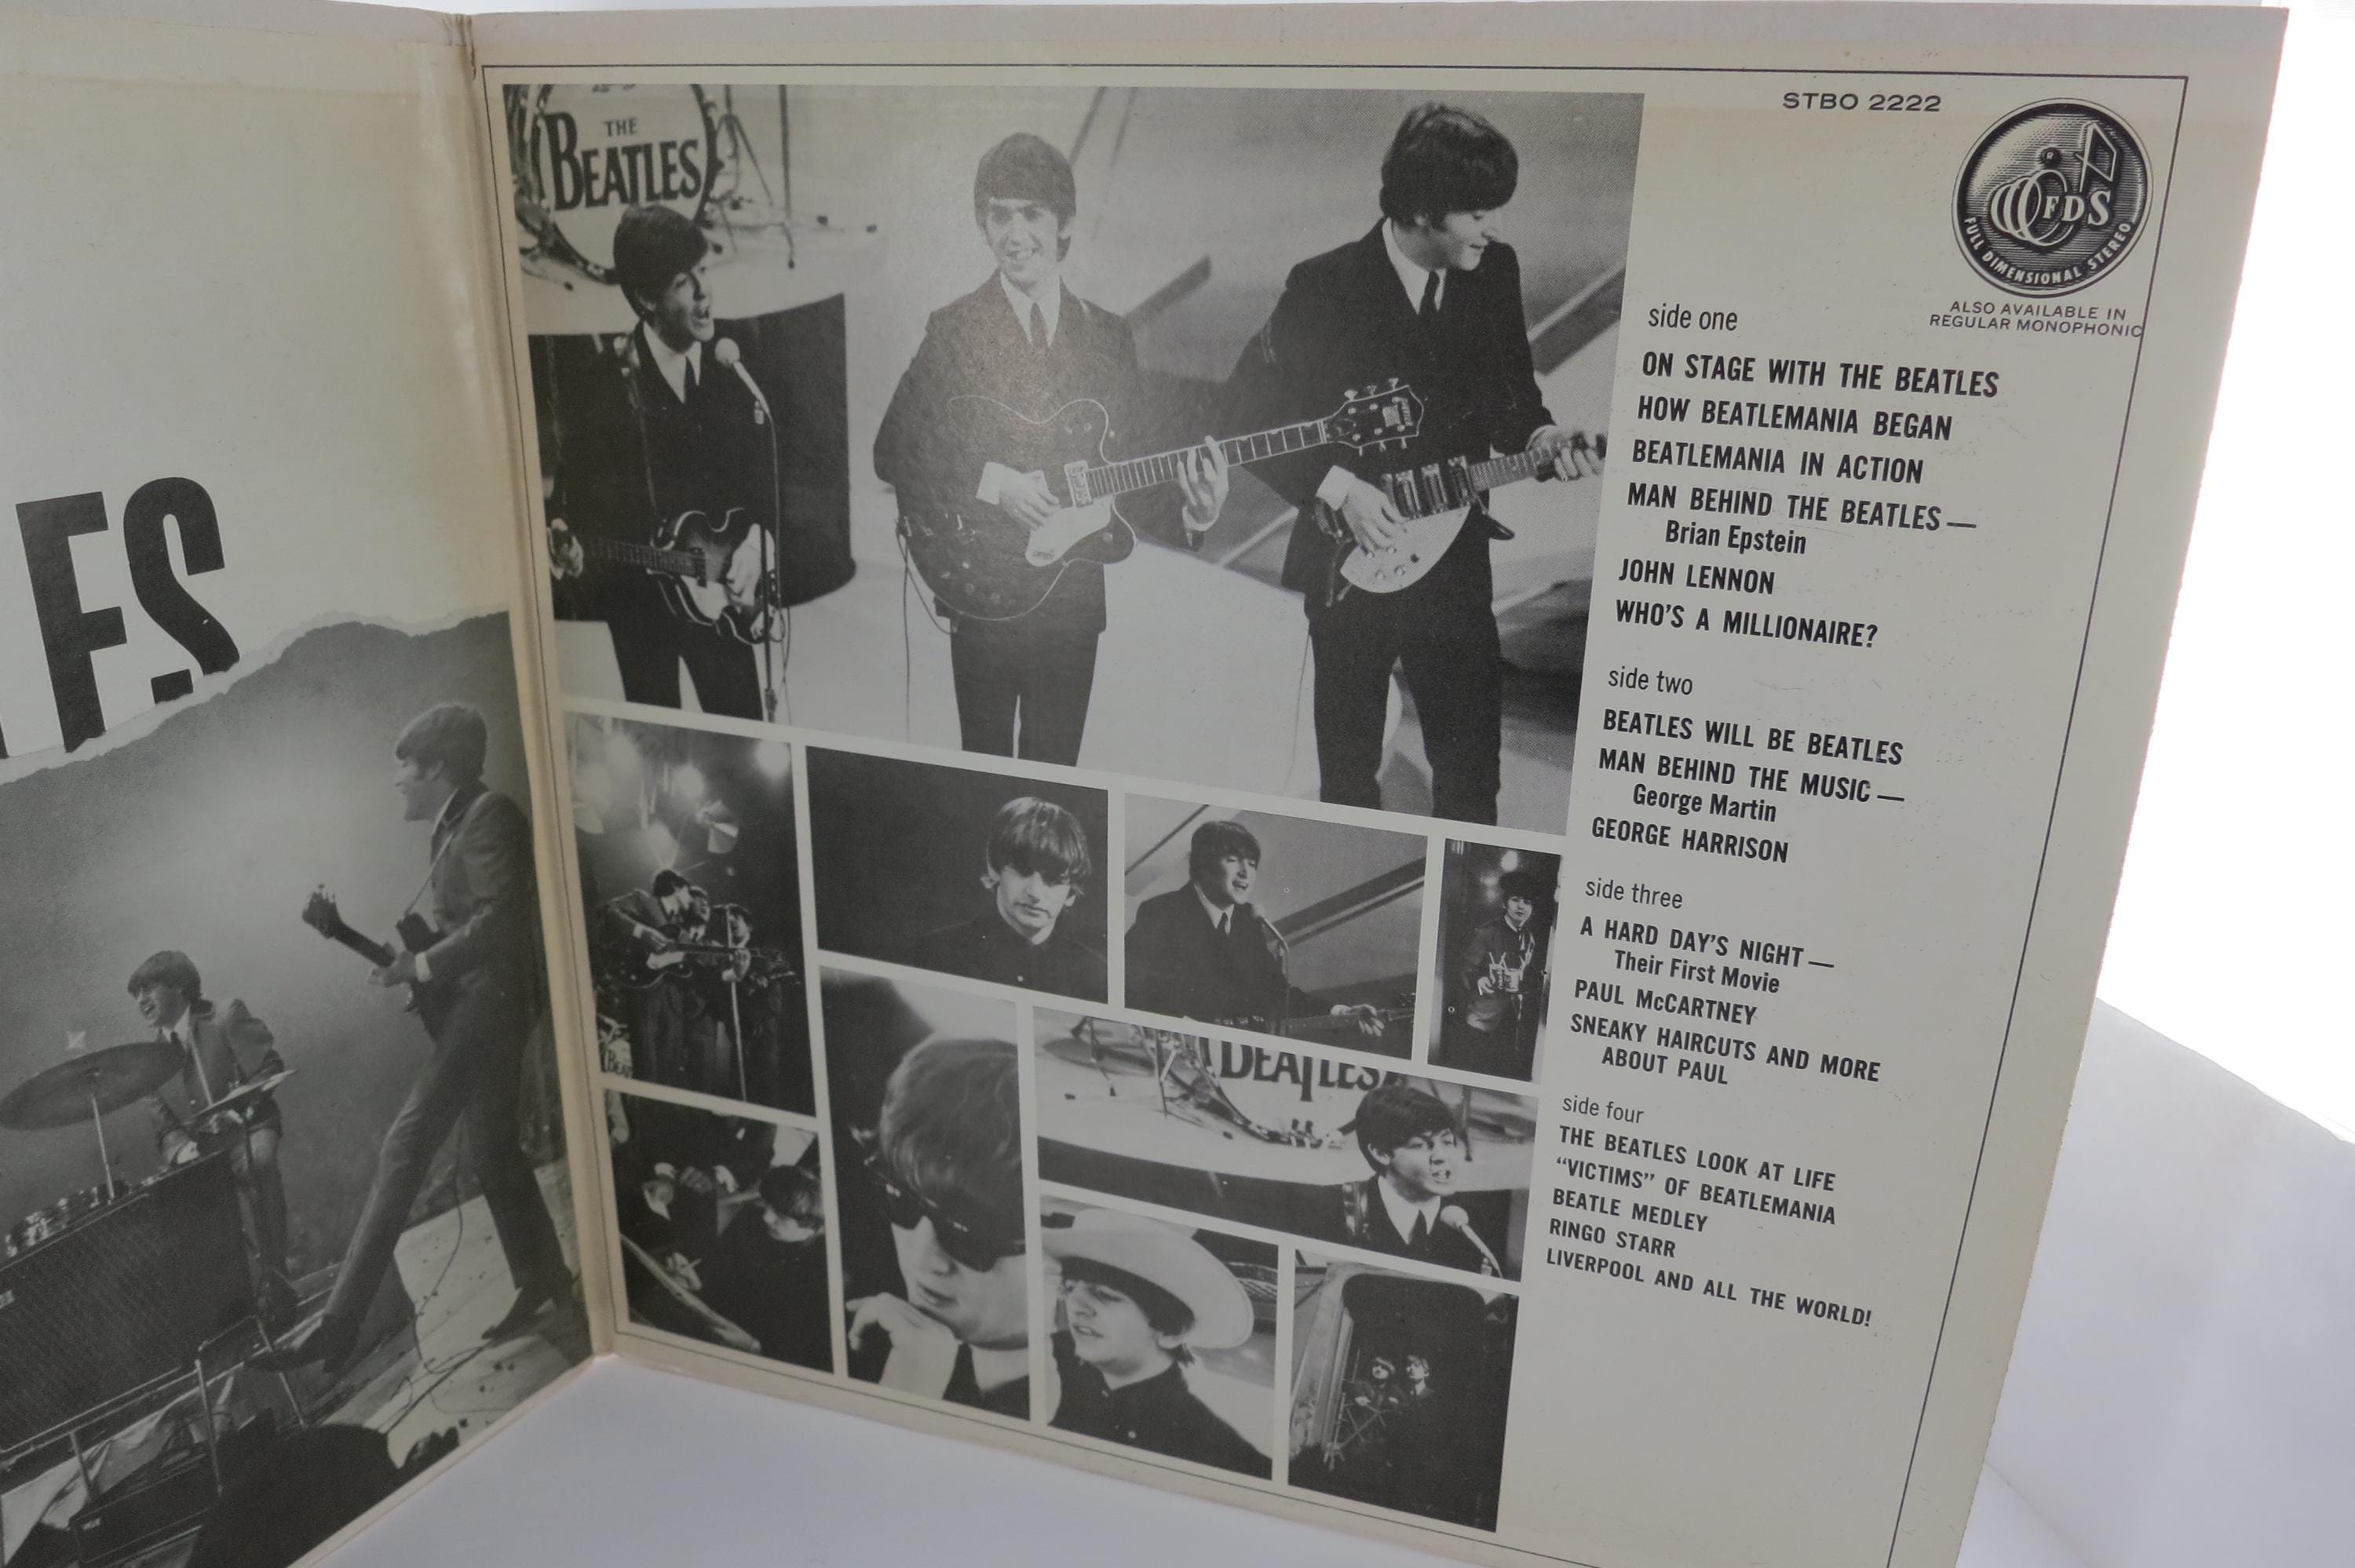 LES
THE
BEATLES
STBO 2222
R
FDS
FULL DIMENSIONAL STEREO
ALSO AVAILABLE IN
REGULAR MONOPHONIC
side one
ON STAGE WITH THE BEATLES
HOW BEATLEMANIA BEGAN
BEATLEMANIA IN ACTION
MAN BEHIND THE BEATLES—
Brian Epstein
JOHN LENNON
WHO'S A MILLIONAIRE?
side two
BEATLES WILL BE BEATLES
MAN BEHIND THE MUSIC—
George Martin
GEORGE HARRISON
side three
A HARD DAY'S NIGHT—
Their First Movie
PAUL McCARTNEY
SNEAKY HAIRCUTS AND MORE
ABOUT PAUL
side four
THE BEATLES LOOK AT LIFE
"VICTIMS" OF BEATLEMANIA
BEATLE MEDLEY
RINGO STARR
LIVERPOOL AND ALL THE WORLD!
BEATLES
BEAT